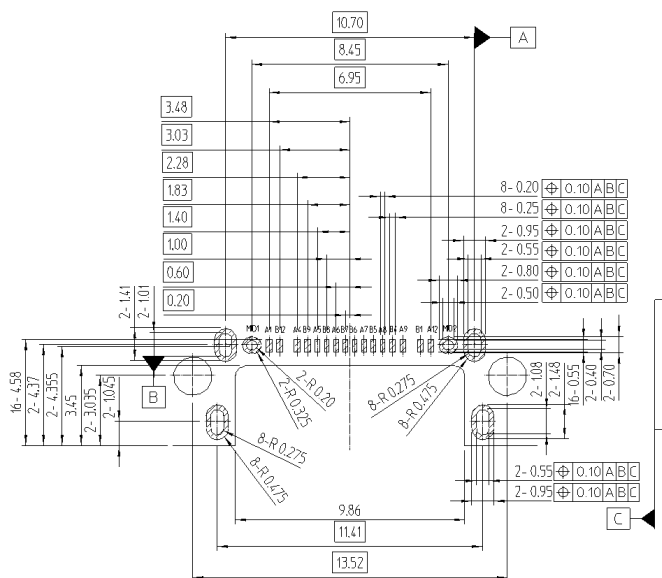 10.70
A
8.45
6.95
3.48
3.03
2.28
1.83
1.40
1.00
0.60
0.20
8-0.20 ⌖ 0.10 A B C
8-0.25 ⌖ 0.10 A B C
2-0.95 ⌖ 0.10 A B C
2-0.55 ⌖ 0.10 A B C
2-0.80 ⌖ 0.10 A B C
2-0.50 ⌖ 0.10 A B C
2-1.41
2-1.01
A1 B12 A4 B9 A5 B8 A6 B7 B6 A7 B5 A8 B4 A9 B1 A12
16-4.58
2-4.37
2-4.355
3.45
2-3.035
2-1.045
B
2-R0.20
2-R0.325
8-R0.275
8-R0.475
8-R0.275
8-R0.475
2-1.08
2-1.48
16-0.55
2-0.40
2-0.70
2-0.55 ⌖ 0.10 A B C
2-0.95 ⌖ 0.10 A B C
C
9.86
11.41
13.52